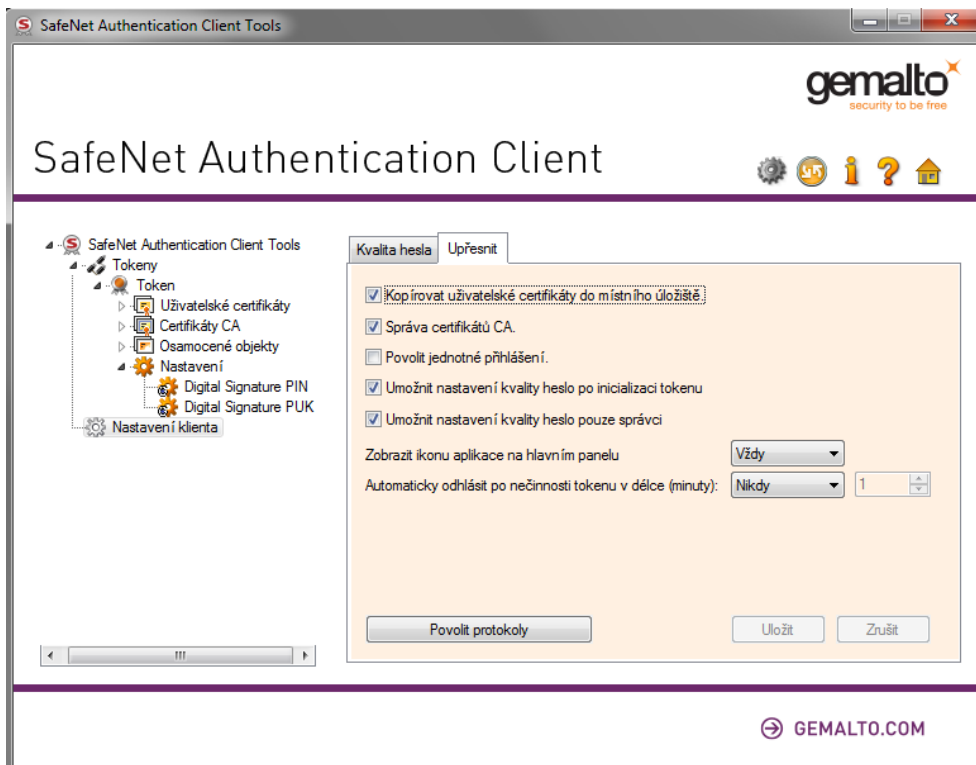 SafeNet Authentication Client Tools
gemalto
security to be free
SafeNet Authentication Client
SafeNet Authentication Client Tools
Tokeny
Token
Uživatelské certifikáty
Certifikáty CA
Osamocené objekty
Nastavení
Digital Signature PIN
Digital Signature PUK
Nastavení klienta
Kvalita hesla
Upřesnit
Kopírovat uživatelské certifikáty do místního úložiště.
Správa certifikátů CA.
Povolit jednotné přihlášení.
Umožnit nastavení kvality heslo po inicializaci tokenu
Umožnit nastavení kvality heslo pouze správci
Zobrazit ikonu aplikace na hlavním panelu
Vždy
Automaticky odhlásit po nečinnosti tokenu v délce (minuty):
Nikdy
1
Povolit protokoly
Uložit
Zrušit
GEMALTO.COM